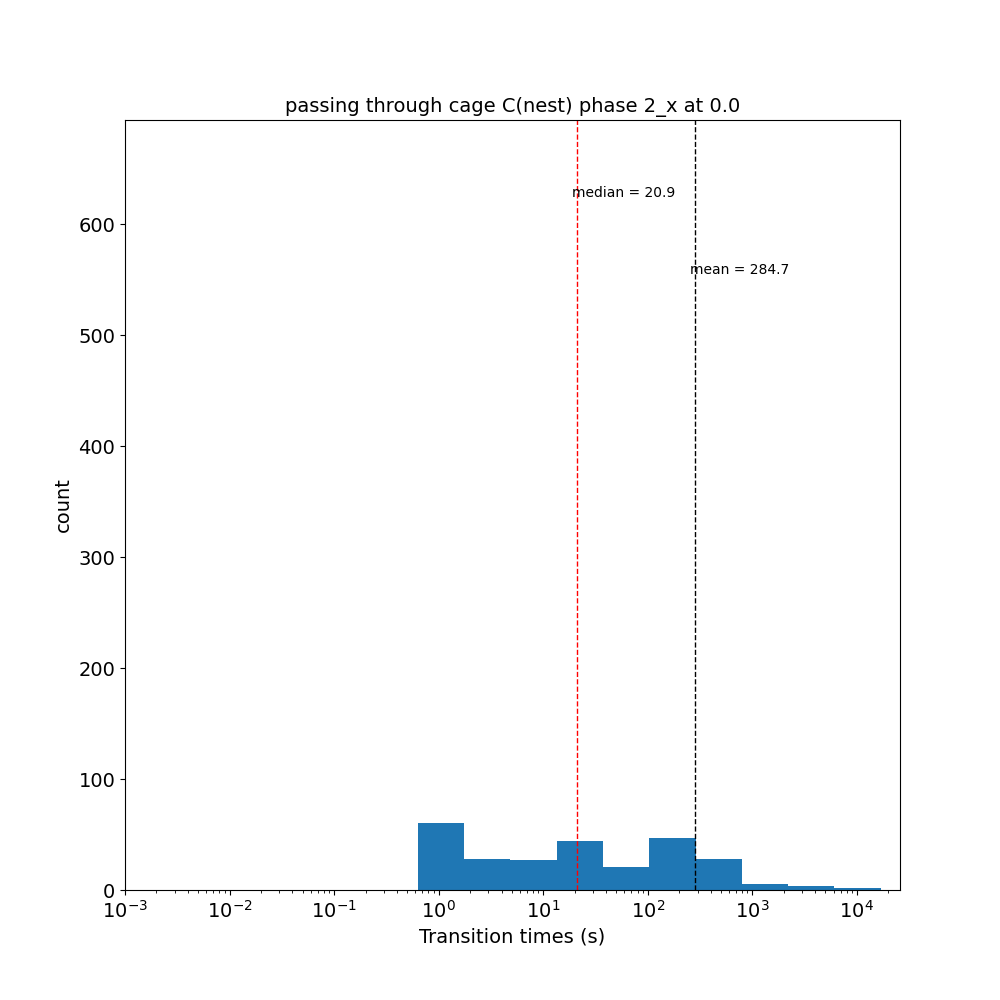 passing through cage C(nest) phase 2_x at 0.0
median = 20.9
mean = 284.7
600
500
400
300
200
100
0
count
10⁻³ 10⁻² 10⁻¹ 10⁰ 10¹ 10² 10³ 10⁴
Transition times (s)